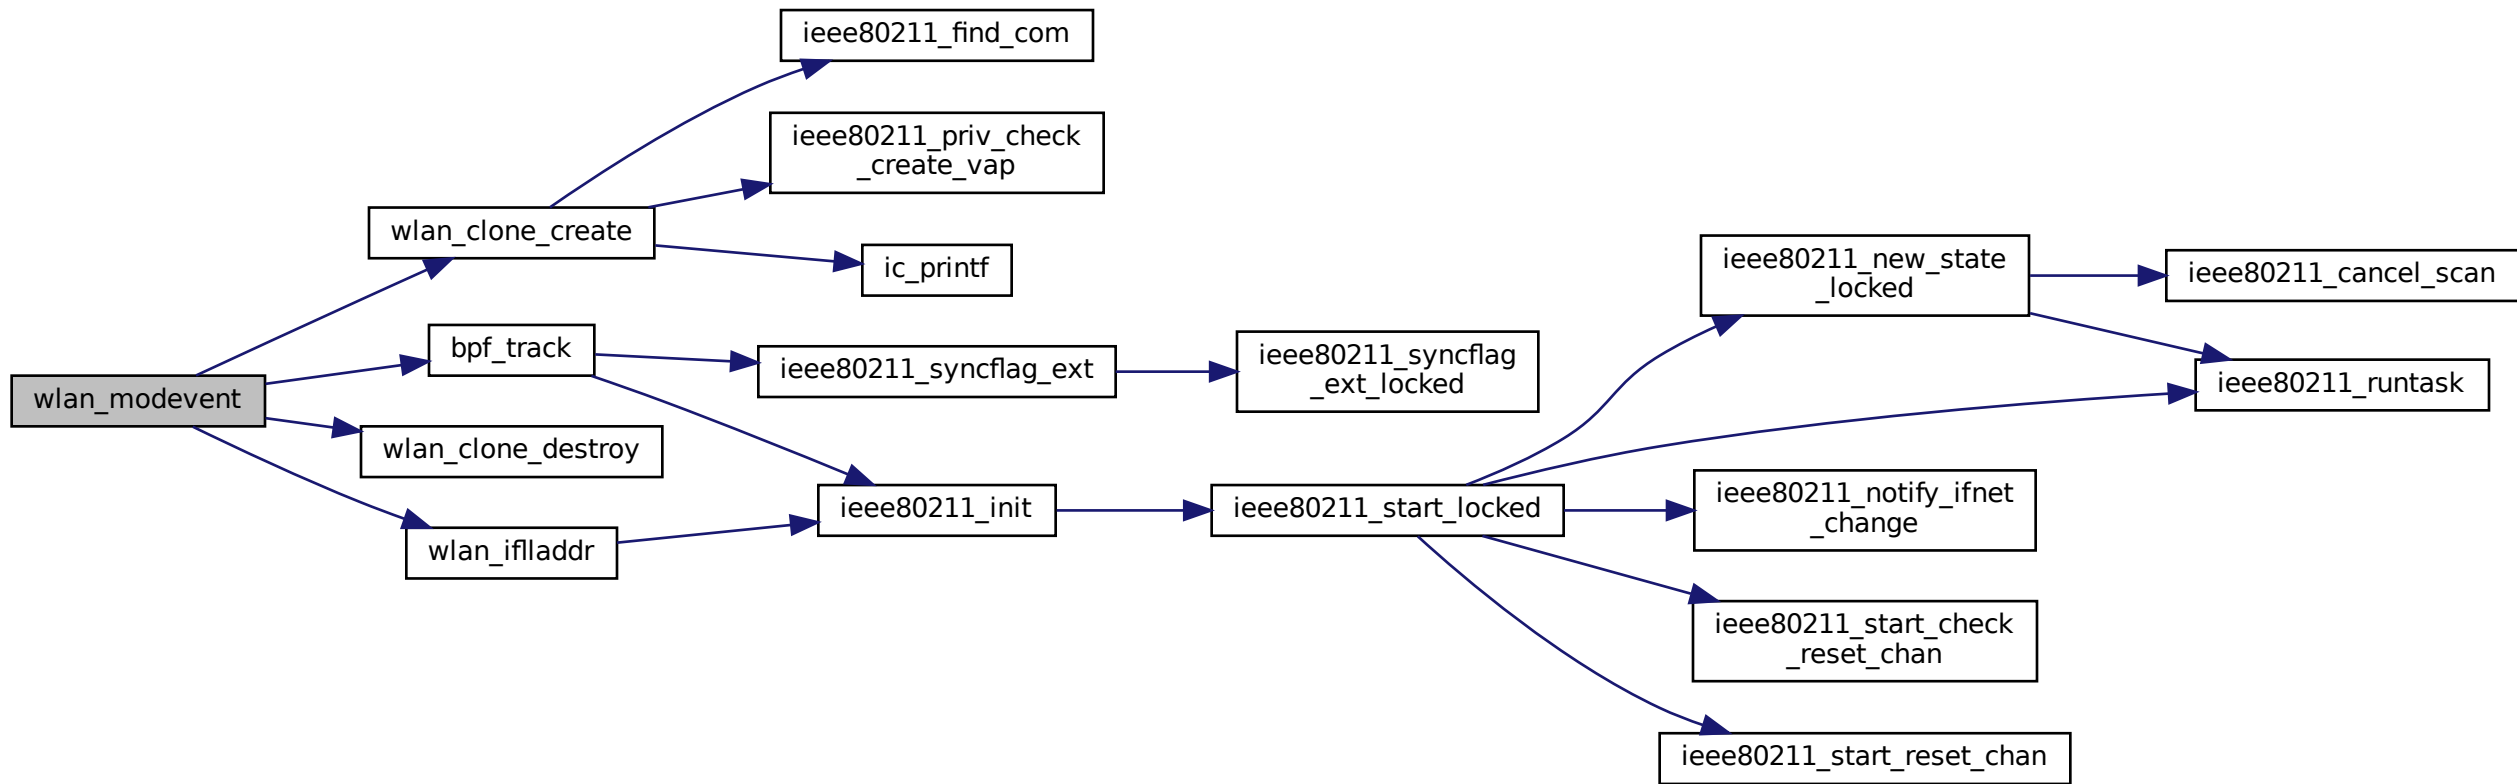 ieee80211_find_com
ieee80211_priv_check
_create_vap
wlan_clone_create
ic_printf
ieee80211_new_state
_locked
ieee80211_cancel_scan
bpf_track
ieee80211_syncflag_ext
ieee80211_syncflag
_ext_locked
ieee80211_runtask
wlan_modevent
wlan_clone_destroy
ieee80211_init
ieee80211_start_locked
ieee80211_notify_ifnet
_change
wlan_iflladdr
ieee80211_start_check
_reset_chan
ieee80211_start_reset_chan